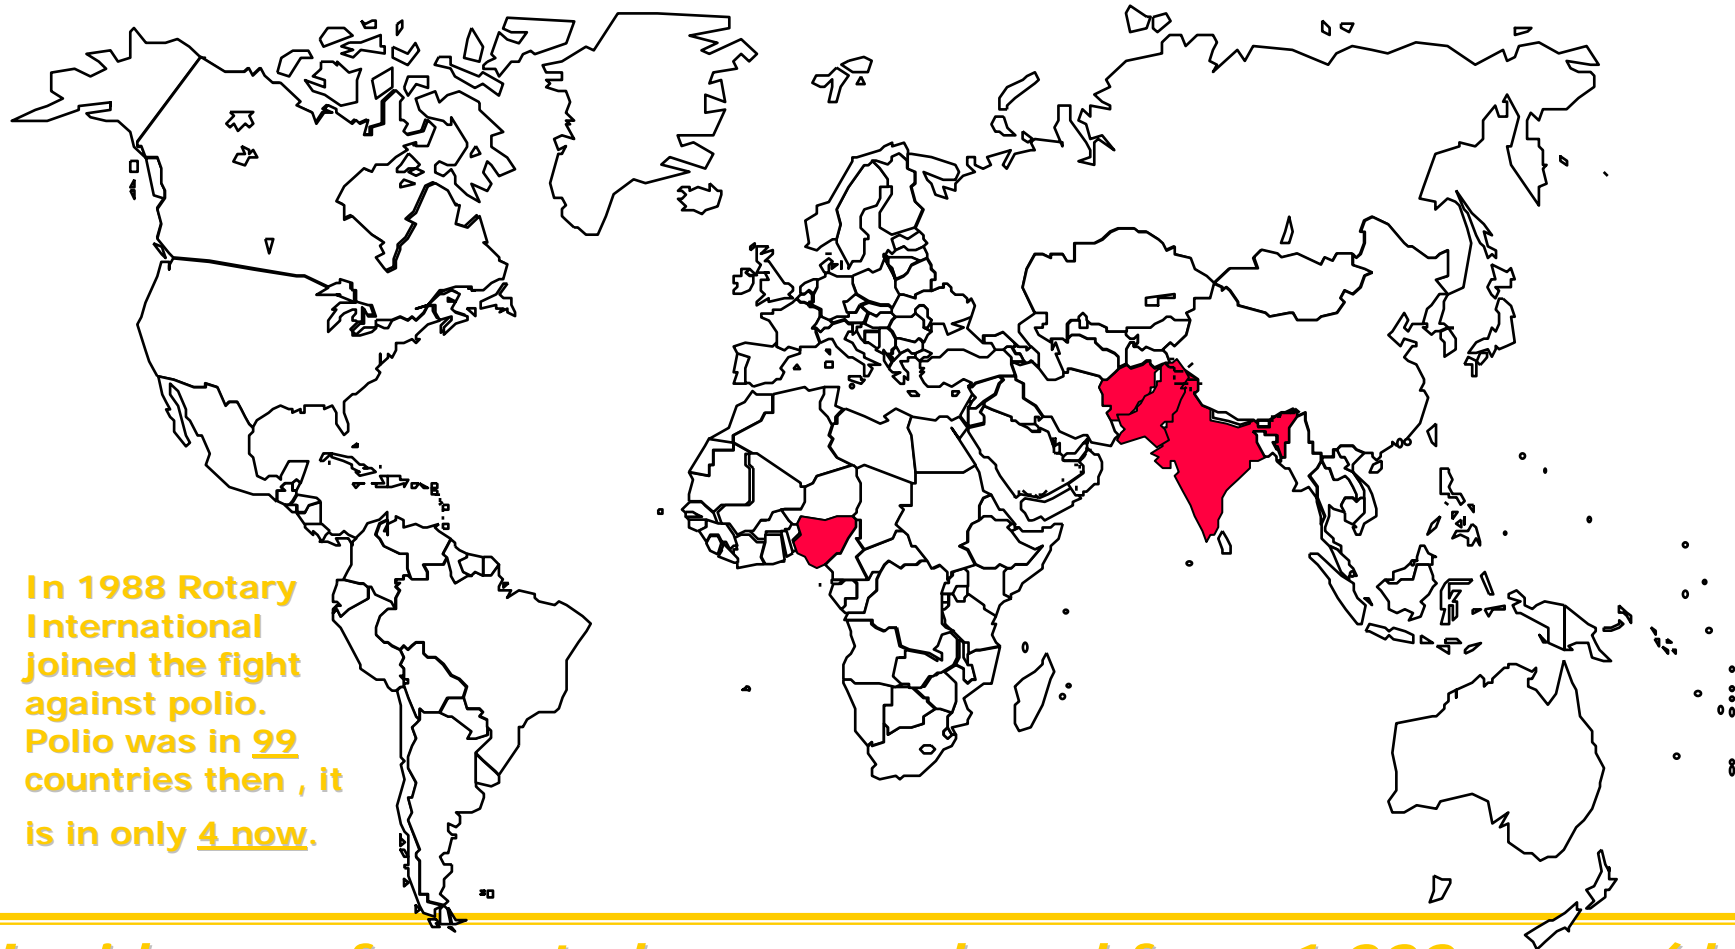 In 1988 Rotary
International
joined the fight
against polio.
Polio was in 99
countries then , it
is in only 4 now.